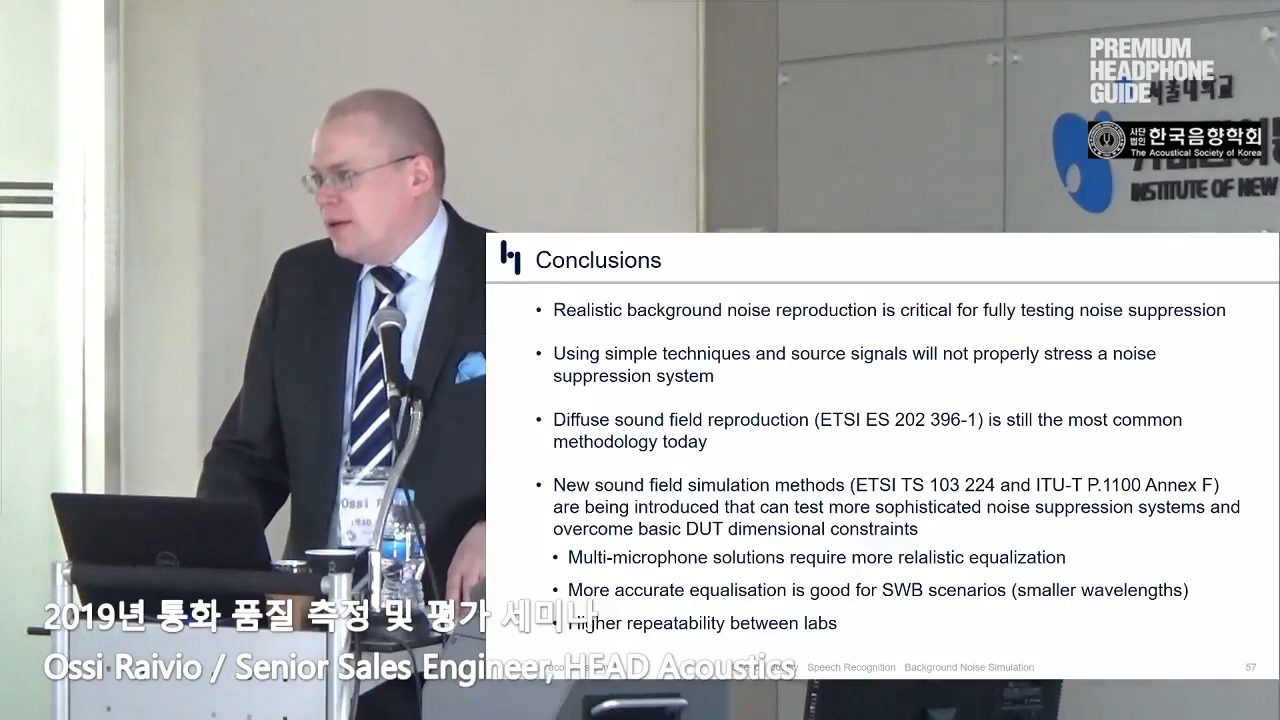 PREMIUM
HEADPHONE
GUIDE
서울대학교
사단
법인
한국음향학회
The Acoustical Society of Korea
INSTITUTE OF NEW
Conclusions
• Realistic background noise reproduction is critical for fully testing noise suppression
• Using simple techniques and source signals will not properly stress a noise
suppression system
• Diffuse sound field reproduction (ETSI ES 202 396-1) is still the most common
methodology today
• New sound field simulation methods (ETSI TS 103 224 and ITU-T P.1100 Annex F)
are being introduced that can test more sophisticated noise suppression systems and
overcome basic DUT dimensional constraints
• Multi-microphone solutions require more relalistic equalization
• More accurate equalisation is good for SWB scenarios (smaller wavelengths)
• Higher repeatability between labs
Speech Recognition Background Noise Simulation
57
Ossi
HEAD
DELL
2019년 통화 품질 측정 및 평가 세미나
Ossi Raivio / Senior Sales Engineer, HEAD Acoustics